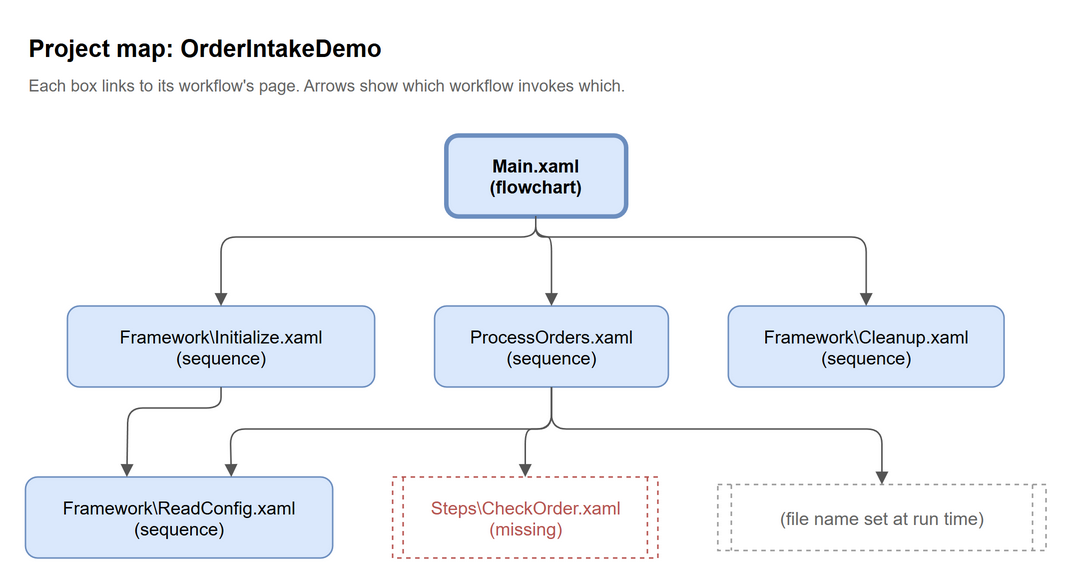 Project map: OrderIntakeDemo
Each box links to its workflow's page. Arrows show which workflow invokes which.
Main.xaml
(flowchart)
Framework\Initialize.xaml
(sequence)
ProcessOrders.xaml
(sequence)
Framework\Cleanup.xaml
(sequence)
Framework\ReadConfig.xaml
(sequence)
Steps\CheckOrder.xaml
(missing)
(file name set at run time)